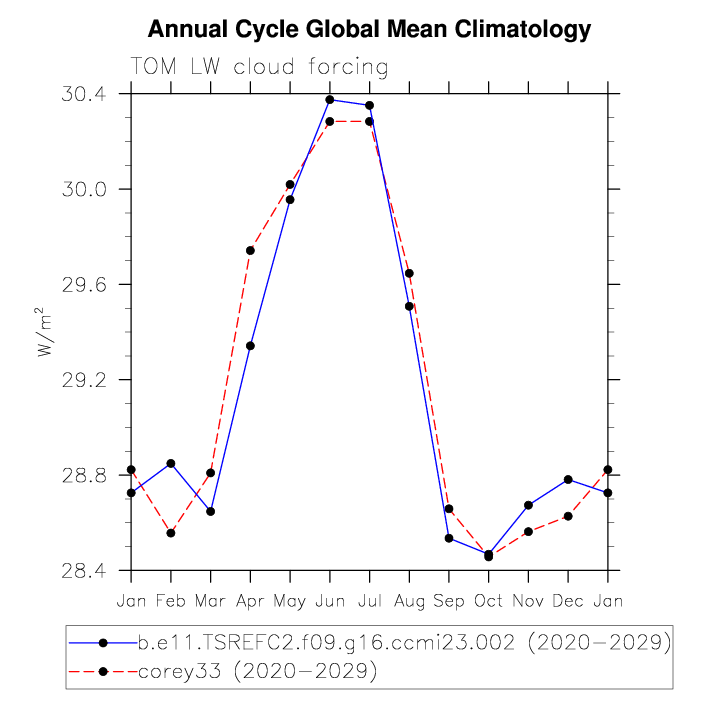 Annual Cycle Global Mean Climatology
TOM LW cloud forcing
30.4
30.0
29.6
29.2
28.8
28.4
W/m²
Jan Feb Mar Apr May Jun Jul Aug Sep Oct Nov Dec Jan
b.e11.TSREFC2.f09.g16.ccmi23.002 (2020-2029)
corey33 (2020-2029)